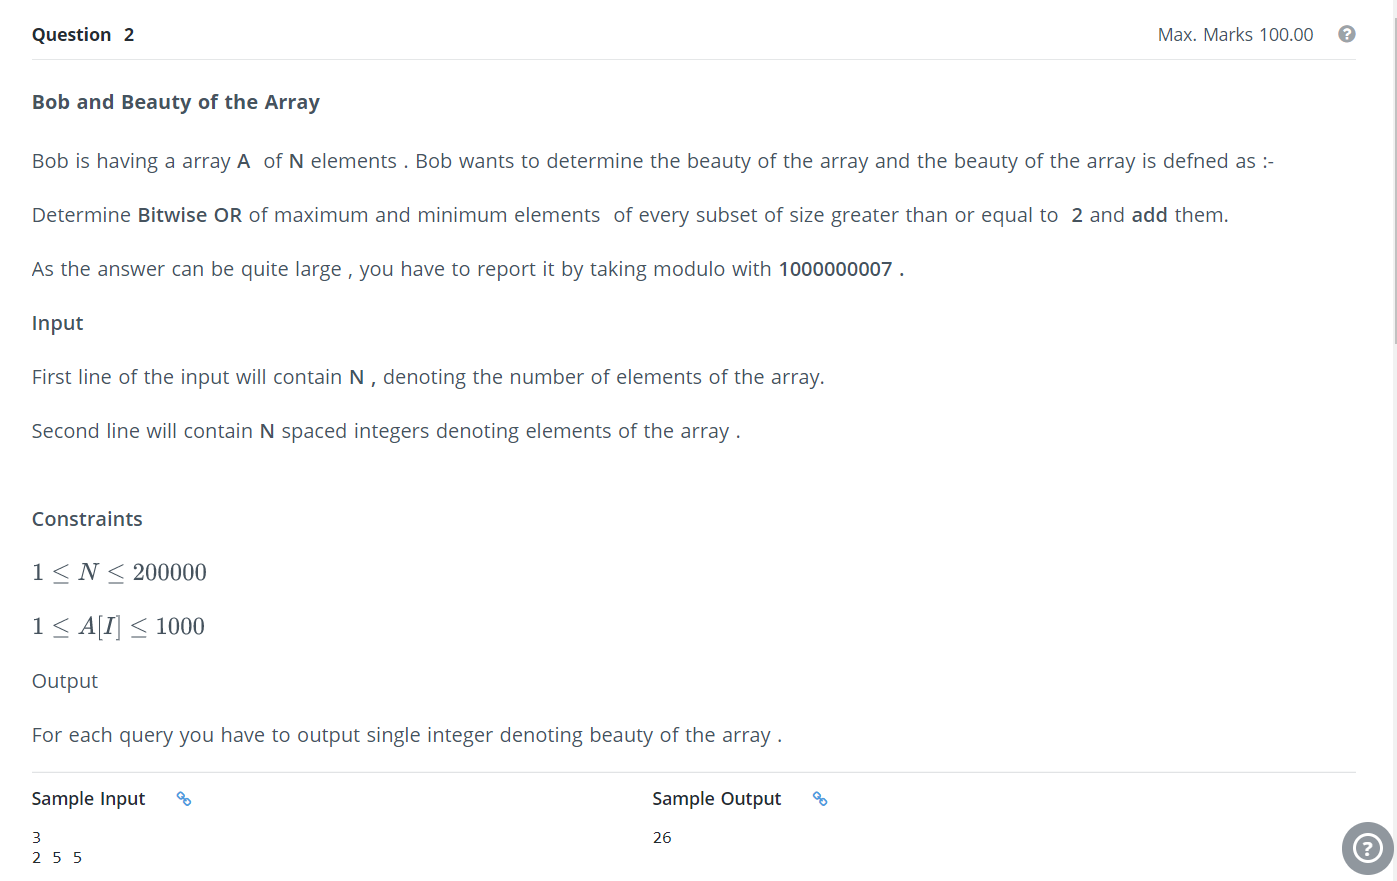 Question 2
Max. Marks 100.00
Bob and Beauty of the Array
Bob is having a array A of N elements . Bob wants to determine the beauty of the array and the beauty of the array is defned as :-
Determine Bitwise OR of maximum and minimum elements of every subset of size greater than or equal to 2 and add them.
As the answer can be quite large , you have to report it by taking modulo with 1000000007 .
Input
First line of the input will contain N , denoting the number of elements of the array.
Second line will contain N spaced integers denoting elements of the array .
Constraints
1 ≤ N ≤ 200000
1 ≤ A[I] ≤ 1000
Output
For each query you have to output single integer denoting beauty of the array .
Sample Input
3
2 5 5
Sample Output
26